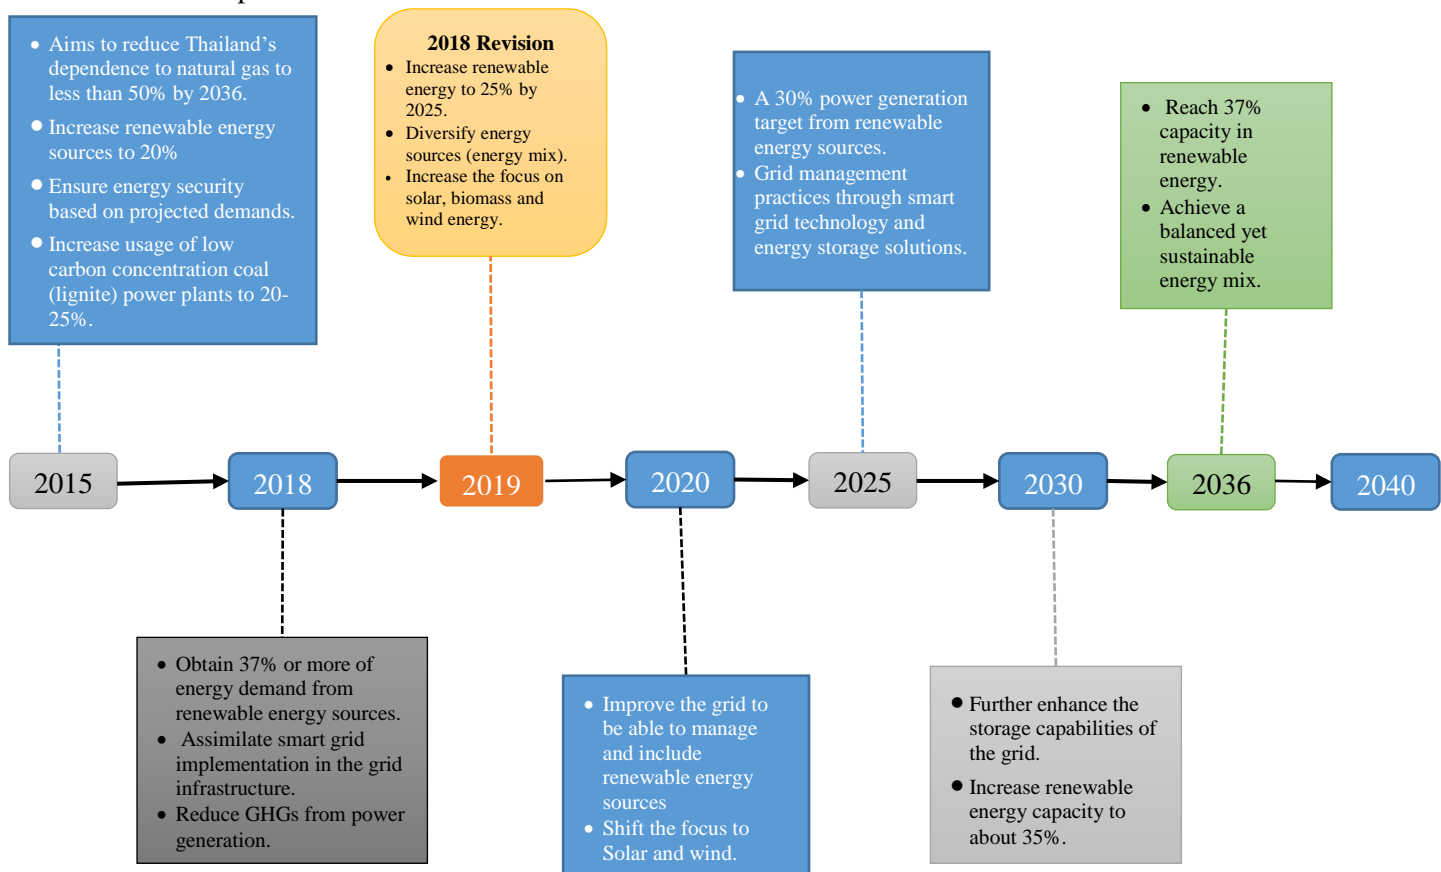 • Aims to reduce Thailand's
dependence to natural gas to
less than 50% by 2036.
• Increase renewable energy
sources to 20%
• Ensure energy security
based on projected demands.
• Increase usage of low
carbon concentration coal
(lignite) power plants to 20-
25%.
2018 Revision
• Increase renewable
energy to 25% by
2025.
• Diversify energy
sources (energy mix).
• Increase the focus on
solar, biomass and
wind energy.
• A 30% power generation
target from renewable
energy sources.
• Grid management
practices through smart
grid technology and
energy storage solutions.
• Reach 37%
capacity in
renewable
energy.
• Achieve a
balanced yet
sustainable
energy mix.
2015
2018
2019
2020
2025
2030
2036
2040
• Obtain 37% or more of
energy demand from
renewable energy sources.
• Assimilate smart grid
implementation in the grid
infrastructure.
• Reduce GHGs from power
generation.
• Improve the grid to
be able to manage
and include
renewable energy
sources
• Shift the focus to
Solar and wind.
• Further enhance the
storage capabilities of
the grid.
• Increase renewable
energy capacity to
about 35%.